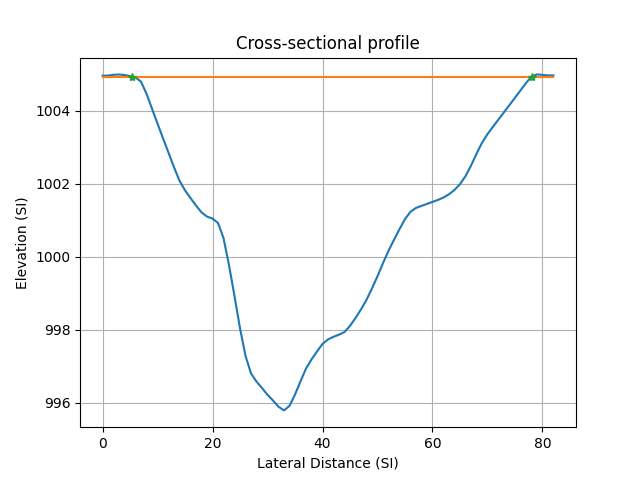 Cross-sectional profile
Elevation (SI)
1004
1002
1000
998
996
0 20 40 60 80
Lateral Distance (SI)